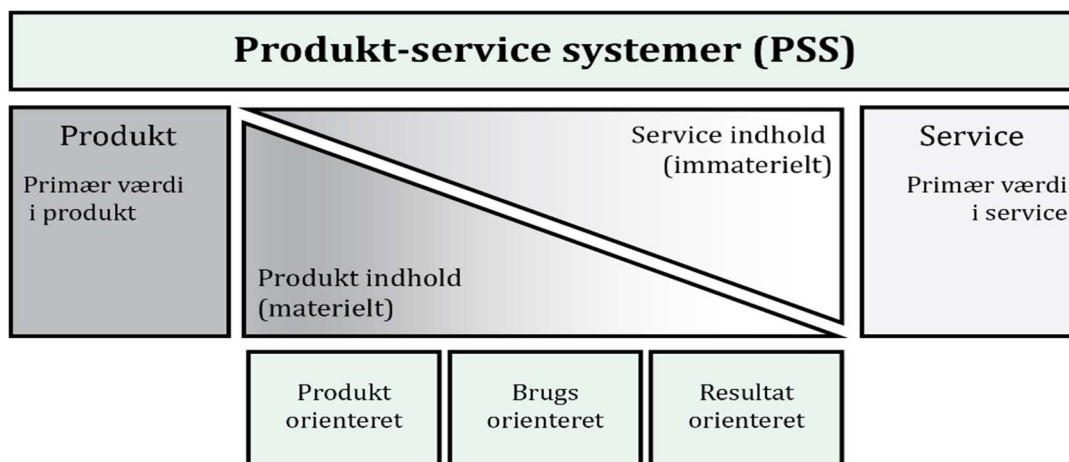 Produkt-service systemer (PSS)
Produkt
Primær værdi
i produkt
Service indhold
(immaterielt)
Produkt indhold
(materielt)
Service
Primær værdi
i service
Produkt
orienteret
Brugs
orienteret
Resultat
orienteret